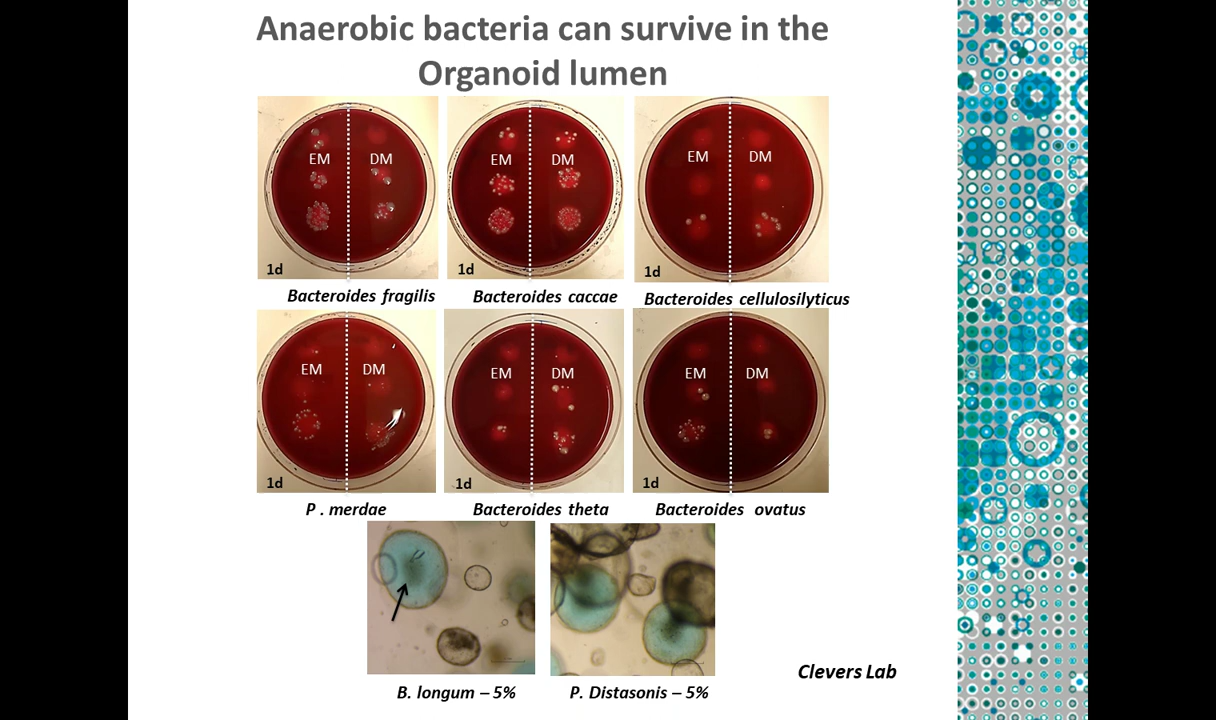 Anaerobic bacteria can survive in the
Organoid lumen
EM DM
1d
EM DM
1d
EM DM
1d
Bacteroides fragilis
Bacteroides caccae
Bacteroides cellulosilyticus
EM DM
1d
EM DM
1d
EM DM
1d
P . merdae
Bacteroides theta
Bacteroides ovatus
B. longum – 5%
P. Distasonis – 5%
Clevers Lab